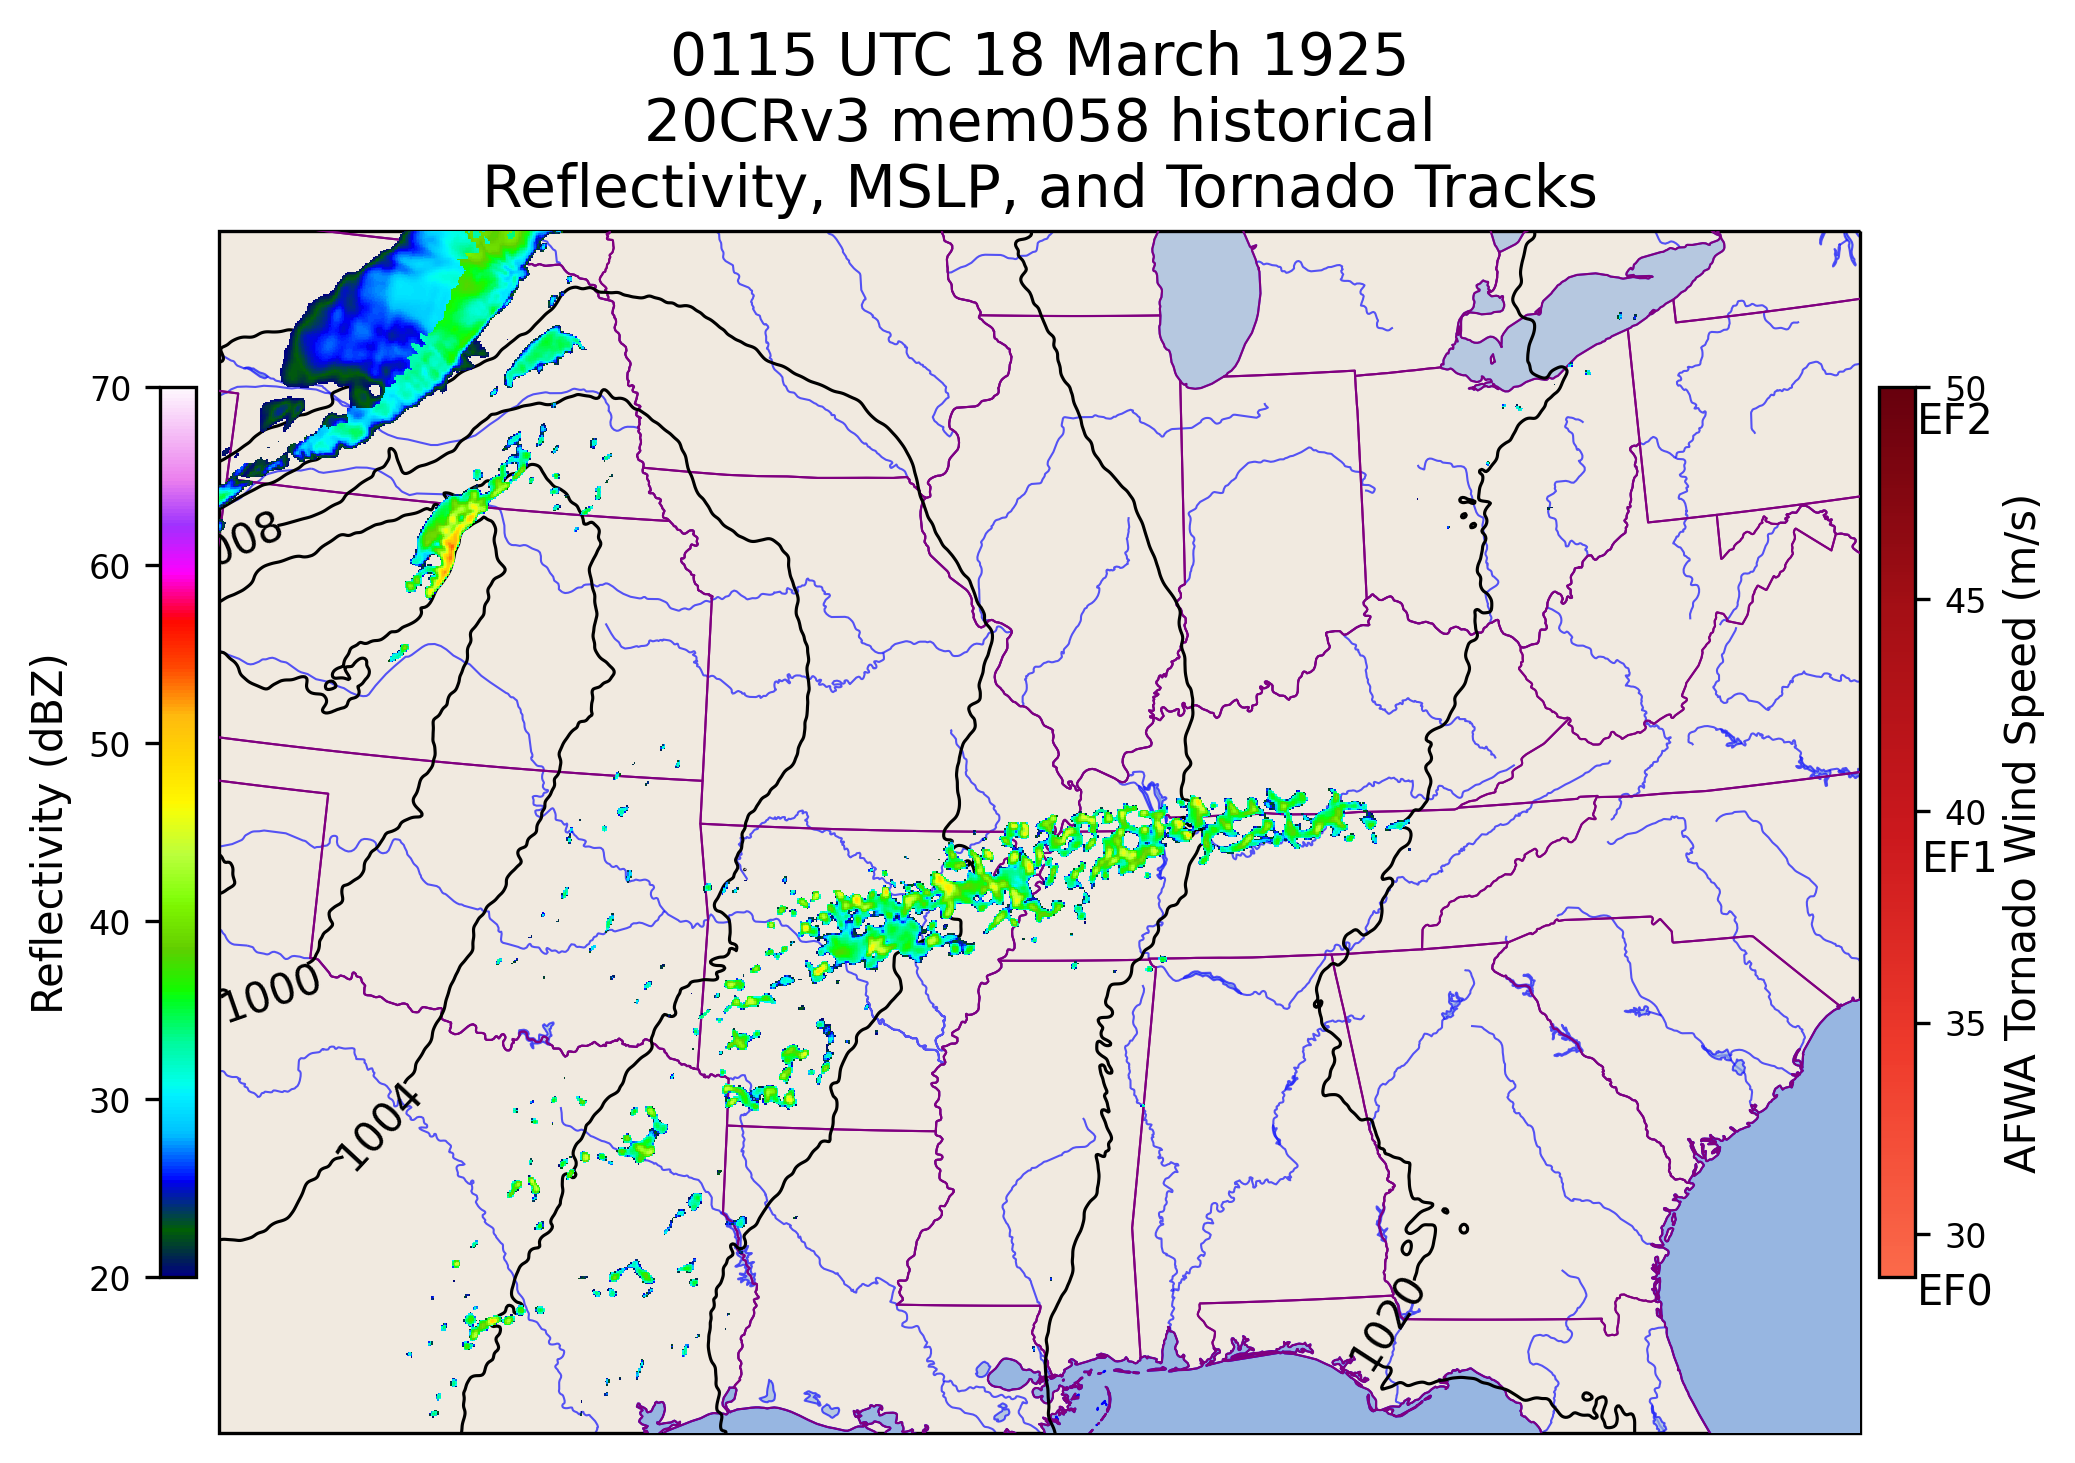 0115 UTC 18 March 1925
20CRv3 mem058 historical
Reflectivity, MSLP, and Tornado Tracks
70
60
50
40
30
20
Reflectivity (dBZ)
008
1000
1004
1020
50
EF2
45
40
EF1
35
30
EF0
AFWA Tornado Wind Speed (m/s)